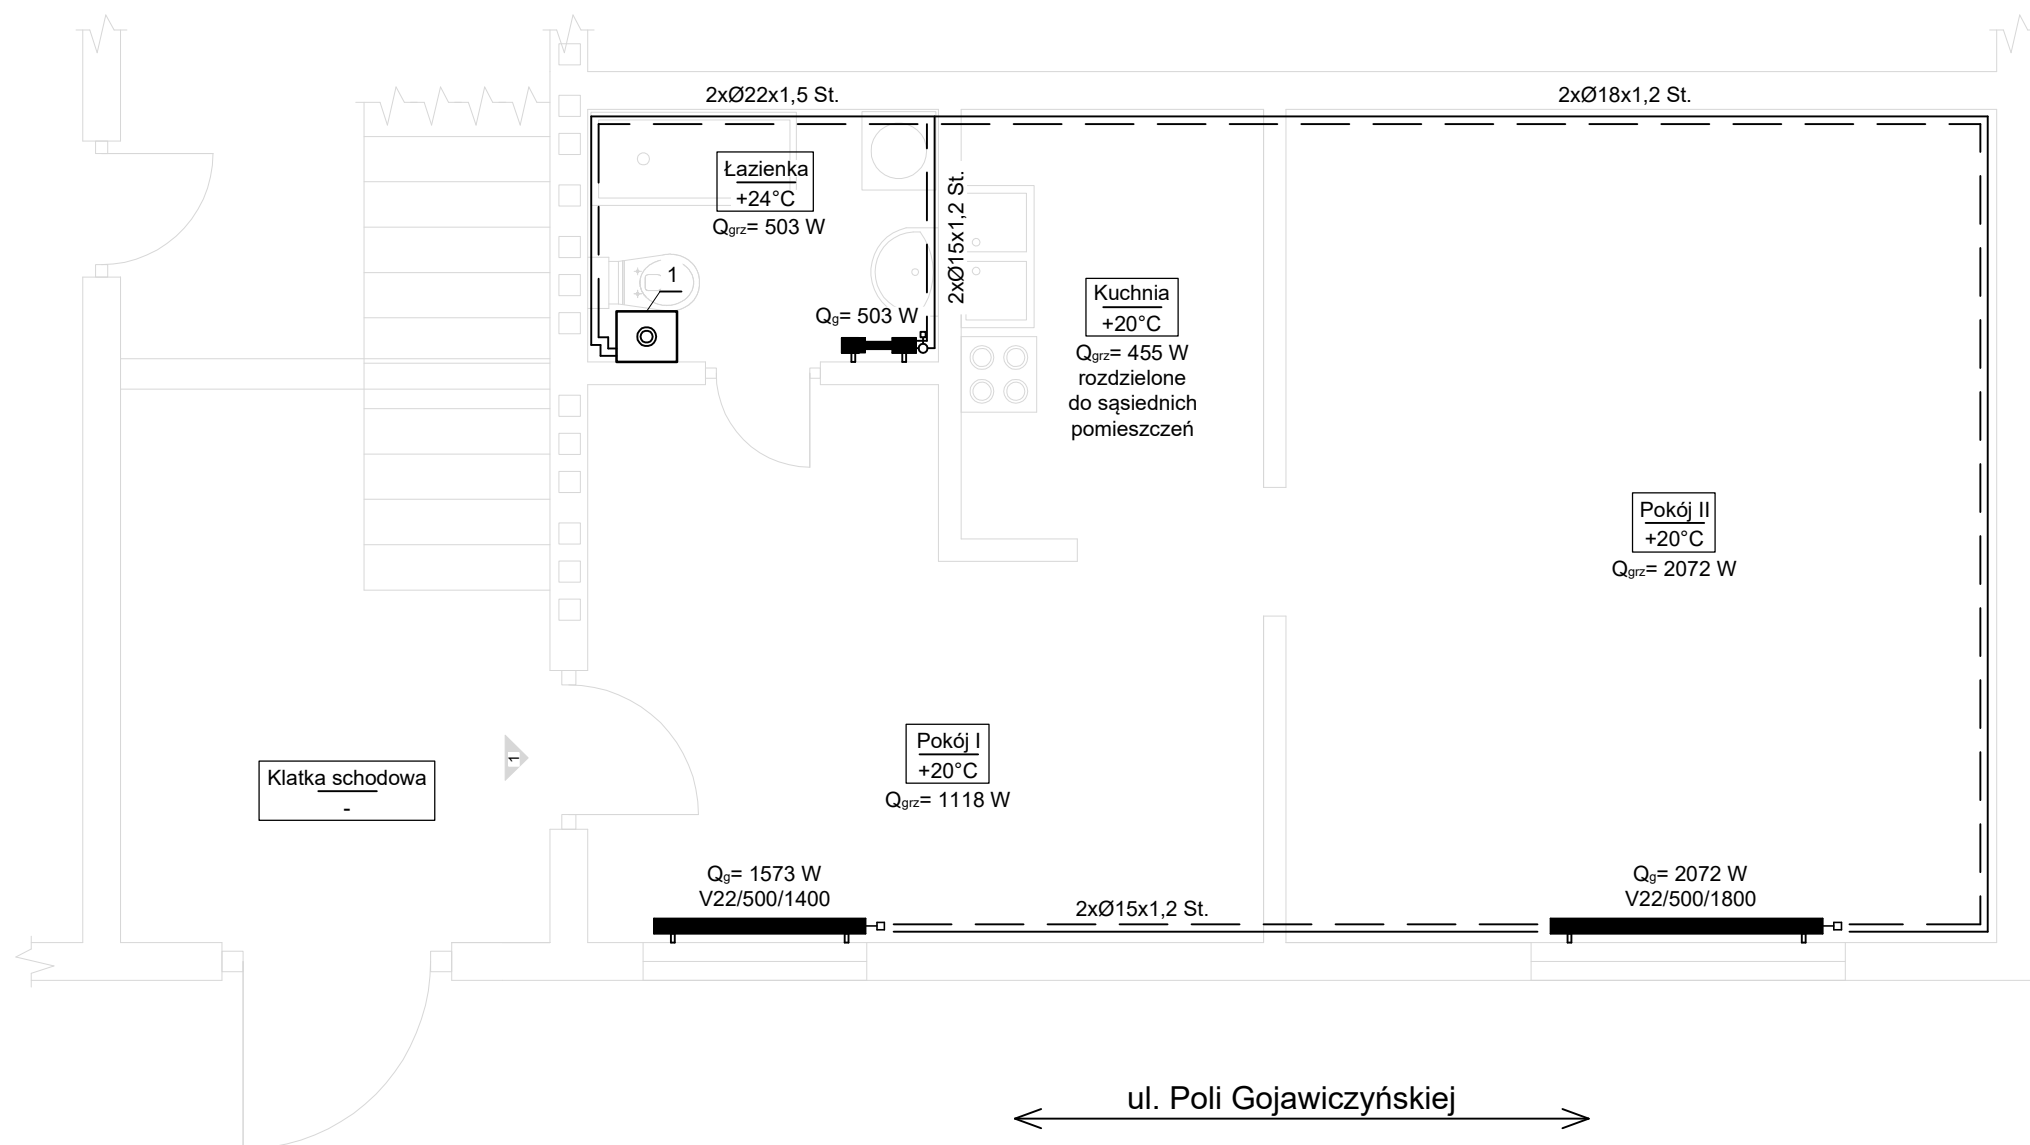 2xØ22x1,5 St.
2xØ18x1,2 St.
Łazienka
+24°C
Qgrz= 503 W
2xØ15x1,2 St.
1
Qg= 503 W
Kuchnia
+20°C
Qgrz= 455 W
rozdzielone
do sąsiednich
pomieszczeń
Pokój II
+20°C
Qgrz= 2072 W
Pokój I
+20°C
Qgrz= 1118 W
1
Klatka schodowa
-
Qg= 1573 W
V22/500/1400
2xØ15x1,2 St.
Qg= 2072 W
V22/500/1800
ul. Poli Gojawiczyńskiej